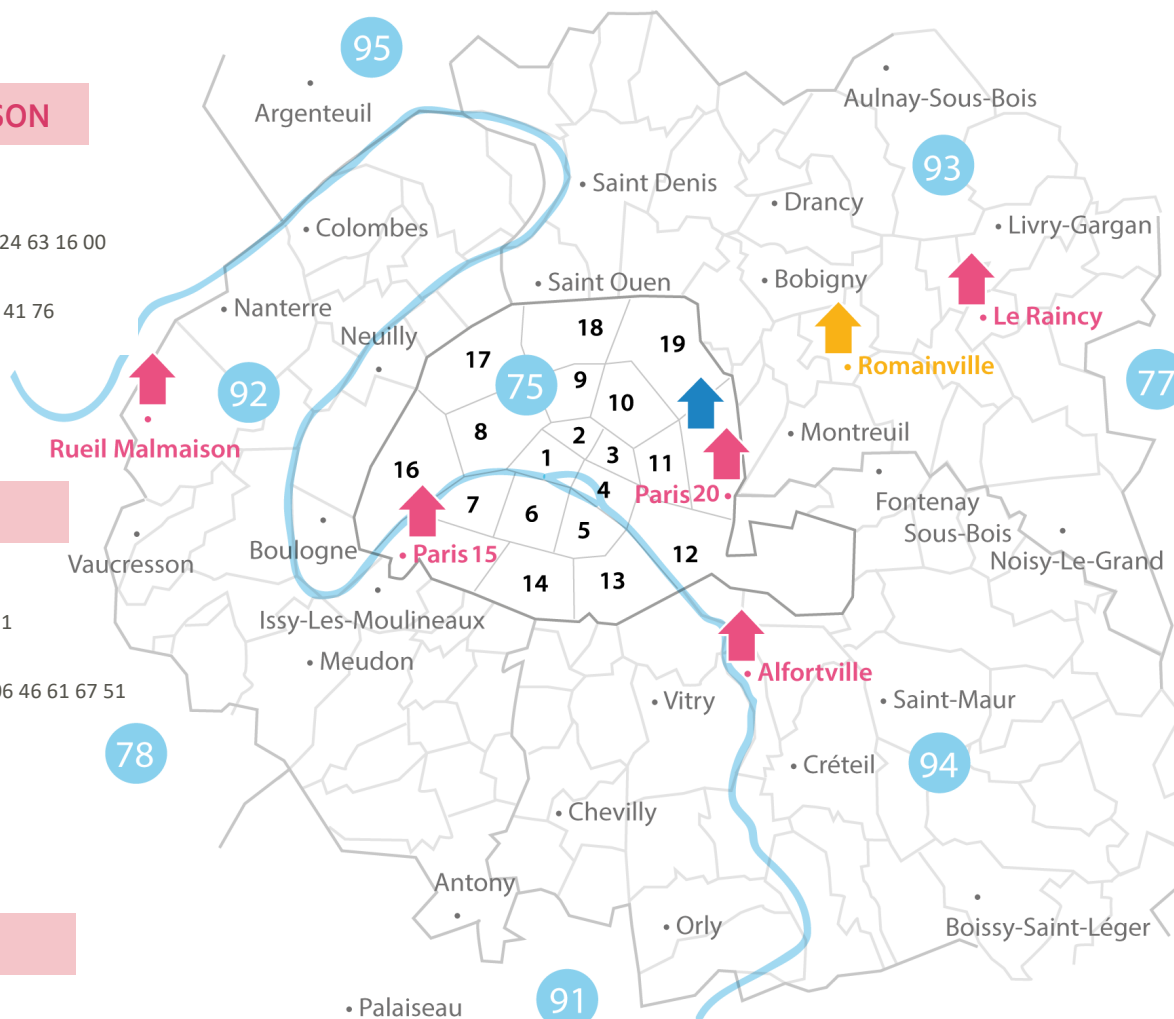 95
Argenteuil
Aulnay-Sous-Bois
SON
93
• Saint Denis
• Drancy
• Livry-Gargan
• Colombes
24 63 16 00
• Saint Ouen
• Bobigny
• Nanterre
41 76
• Le Raincy
Neuilly
18
19
17
• Romainville
75
9
77
92
10
8
2
• Montreuil
Rueil Malmaison
1
3
11
16
4
Paris 20 •
7
6
5
Fontenay
Sous-Bois
Boulogne
• Paris 15
12
Noisy-Le-Grand
Vaucresson
14
13
Issy-Les-Moulineaux
1
• Meudon
• Alfortville
06 46 61 67 51
• Vitry
• Saint-Maur
78
• Créteil
94
• Chevilly
Antony
• Orly
Boissy-Saint-Léger
91
• Palaiseau